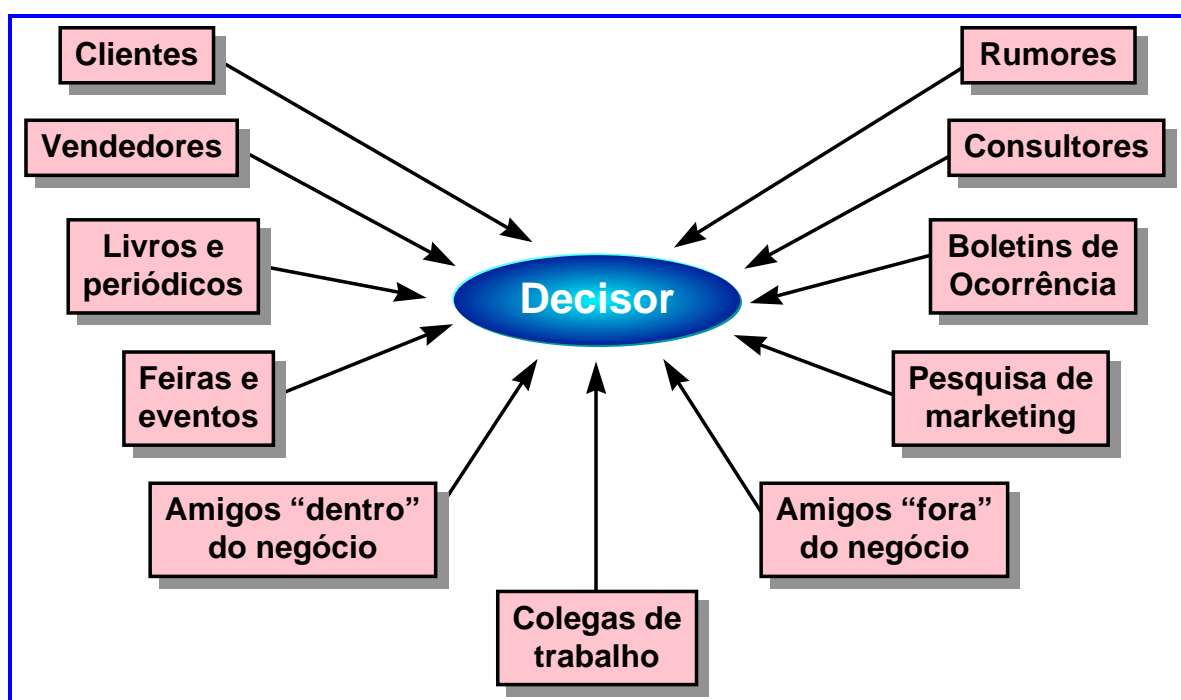 Clientes
Rumores
Vendedores
Consultores
Livros e
periódicos
Boletins de
Ocorrência
Decisor
Feiras e
eventos
Pesquisa de
marketing
Amigos “dentro”
do negócio
Amigos “fora”
do negócio
Colegas de
trabalho